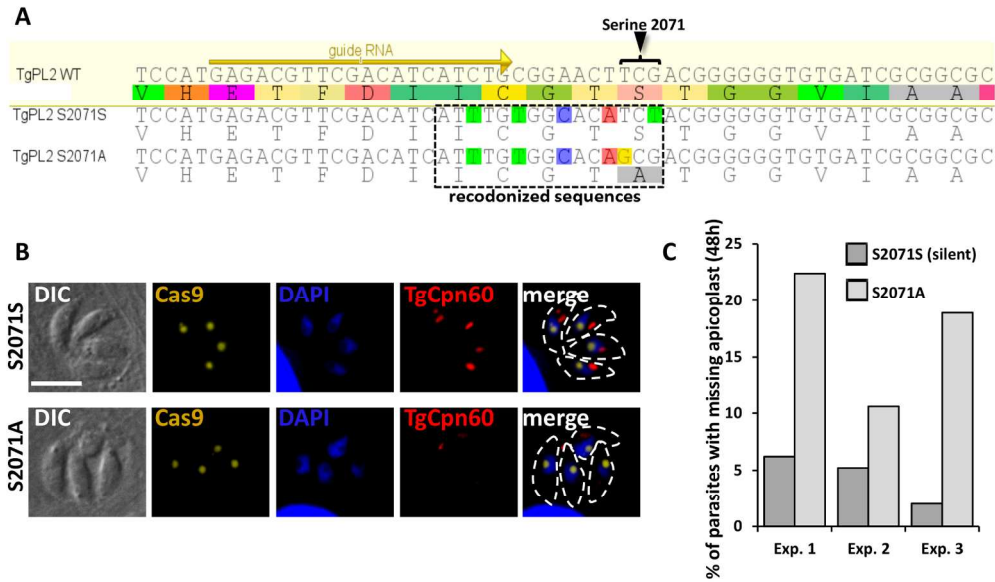 A
Serine 2071
guide RNA
TgPL2 WT
TCCATGAGACGTTCGACATCATCTGCGGAACTTCGACGGGGGGTGTGATCGCGGCGC
V H E T F D I I C G T S T G G V I A A
TgPL2 S2071S
TCCATGAGACGTTCGACATCATTTGTGGCACATCTACGGGGGGTGTGATCGCGGCGC
V H E T F D I I C G T S T G G V I A A
TgPL2 S2071A
TCCATGAGACGTTCGACATCATTTGTGGCACAGCGACGGGGGGTGTGATCGCGGCGC
V H E T F D I I C G T A T G G V I A A
recodonized sequences
B
S2071S
DIC Cas9 DAPI TgCpn60 merge
S2071A
DIC Cas9 DAPI TgCpn60 merge
C
% of parasites with missing apicoplast (48h)
25
20
15
10
5
0
S2071S (silent)
S2071A
Exp. 1 Exp. 2 Exp. 3